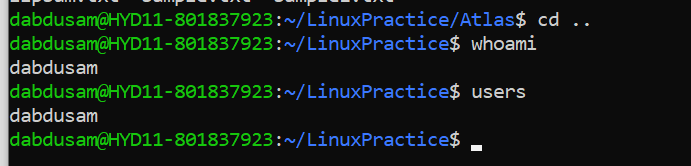 dabdusam@HYD11-801837923:~/LinuxPractice/Atlas$ cd ..
dabdusam@HYD11-801837923:~/LinuxPractice$ whoami
dabdusam
dabdusam@HYD11-801837923:~/LinuxPractice$ users
dabdusam
dabdusam@HYD11-801837923:~/LinuxPractice$